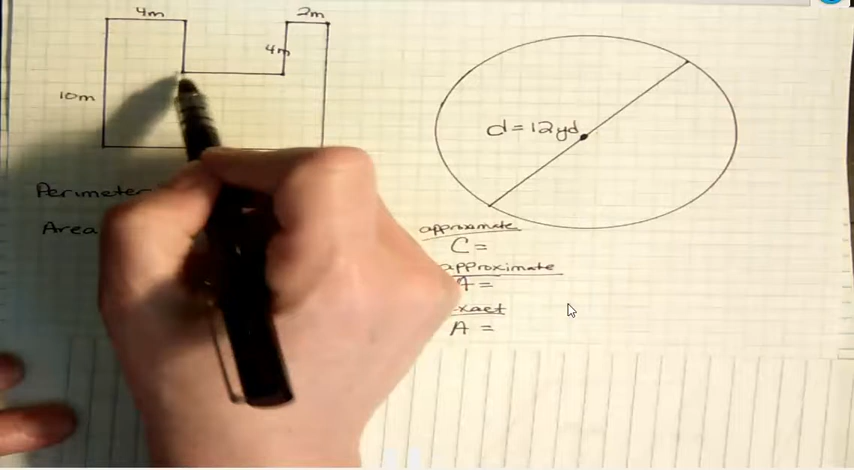 4m
2m
4m
10m
Perimeter
Area
d=12yd
approximate
C=
approximate
A=
exact
A=